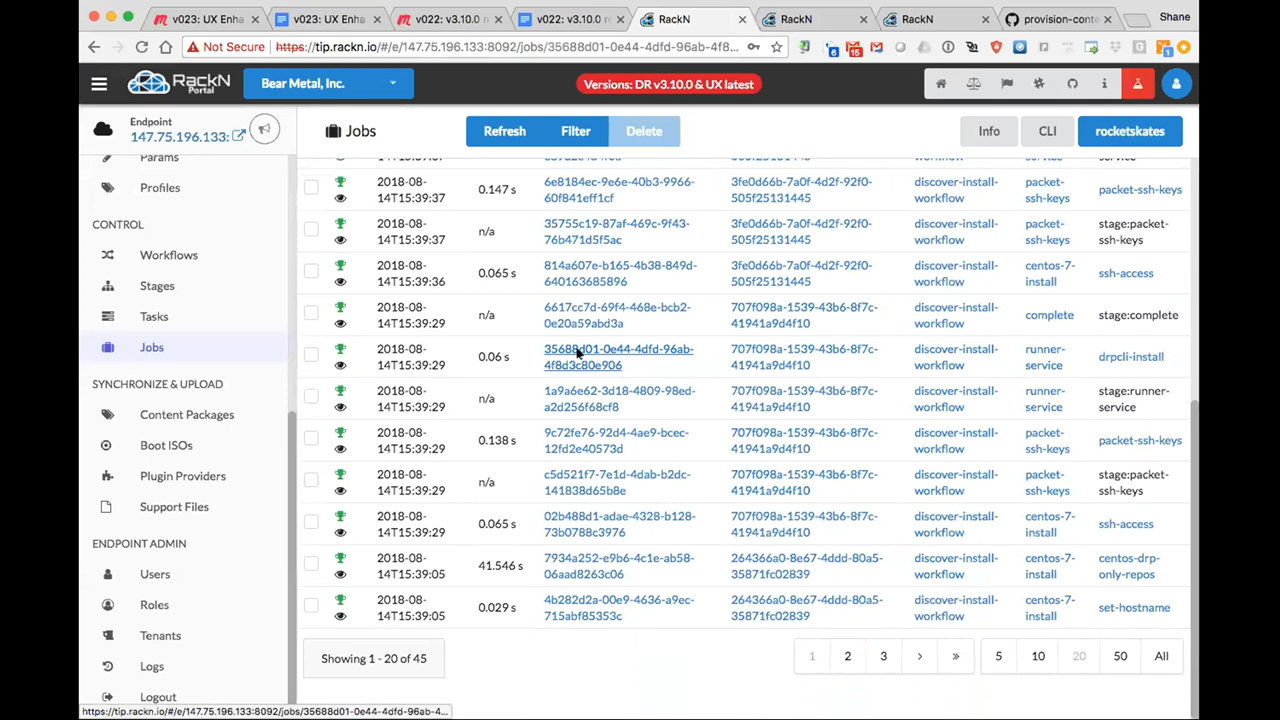 v023: UX Enha
v023: UX Enha
v022: v3.10.0 re
v022: v3.10.0 re
RackN
RackN
RackN
provision-conte
Shane
Not Secure
https://tip.rackn.io/#/e/147.75.196.133:8092/jobs/35688d01-0e44-4dfd-96ab-4f8...
6
15
1
RackN Portal
Bear Metal, Inc.
Versions: DR v3.10.0 & UX latest
Endpoint
147.75.196.133:
Jobs
Refresh
Filter
Delete
Info
CLI
rocketskates
Params
Profiles
CONTROL
Workflows
Stages
Tasks
Jobs
SYNCHRONIZE & UPLOAD
Content Packages
Boot ISOs
Plugin Providers
Support Files
ENDPOINT ADMIN
Users
Roles
Tenants
Logs
Logout
2018-08- 0.147 s 6e8184ec-9e6e-40b3-9966- 3fe0d66b-7a0f-4d2f-92f0- discover-install- packet- packet-ssh-keys
14T15:39:37 60f841eff1cf 505f25131445 workflow ssh-keys
2018-08- n/a 35755c19-87af-469c-9f43- 3fe0d66b-7a0f-4d2f-92f0- discover-install- packet- stage:packet-
14T15:39:37 76b471d5f5ac 505f25131445 workflow ssh-keys ssh-keys
2018-08- 0.065 s 814a607e-b165-4b38-849d- 3fe0d66b-7a0f-4d2f-92f0- discover-install- centos-7- ssh-access
14T15:39:36 640163685896 505f25131445 workflow install
2018-08- n/a 6617cc7d-69f4-468e-bcb2- 707f098a-1539-43b6-8f7c- discover-install- complete stage:complete
14T15:39:29 0e20a59abd3a 41941a9d4f10 workflow
2018-08- 0.06 s 35688d01-0e44-4dfd-96ab- 707f098a-1539-43b6-8f7c- discover-install- runner- drpcli-install
14T15:39:29 4f8d3c80e906 41941a9d4f10 workflow service
2018-08- n/a 1a9a6e62-3d18-4809-98ed- 707f098a-1539-43b6-8f7c- discover-install- runner- stage:runner-
14T15:39:29 a2d256f68cf8 41941a9d4f10 workflow service service
2018-08- 0.138 s 9c72fe76-92d4-4ae9-bcec- 707f098a-1539-43b6-8f7c- discover-install- packet- packet-ssh-keys
14T15:39:29 12fd2e40573d 41941a9d4f10 workflow ssh-keys
2018-08- n/a c5d521f7-7e1d-4dab-b2dc- 707f098a-1539-43b6-8f7c- discover-install- packet- stage:packet-
14T15:39:29 141838d65b8e 41941a9d4f10 workflow ssh-keys ssh-keys
2018-08- 0.065 s 02b488d1-adae-4328-b128- 707f098a-1539-43b6-8f7c- discover-install- centos-7- ssh-access
14T15:39:29 73b0788c3976 41941a9d4f10 workflow install
2018-08- 41.546 s 7934a252-e9b6-4c1e-ab58- 264366a0-8e67-4ddd-80a5- discover-install- centos-7- centos-drp-
14T15:39:05 06aad8263c06 35871fc02839 workflow install only-repos
2018-08- 0.029 s 4b282d2a-00e9-4636-a9ec- 264366a0-8e67-4ddd-80a5- discover-install- centos-7- set-hostname
14T15:39:05 715abf85353c 35871fc02839 workflow install
Showing 1 - 20 of 45
1 2 3 › »
5 10 20 50 All
https://tip.rackn.io/#/e/147.75.196.133:8092/jobs/35688d01-0e44-4dfd-96ab-4...